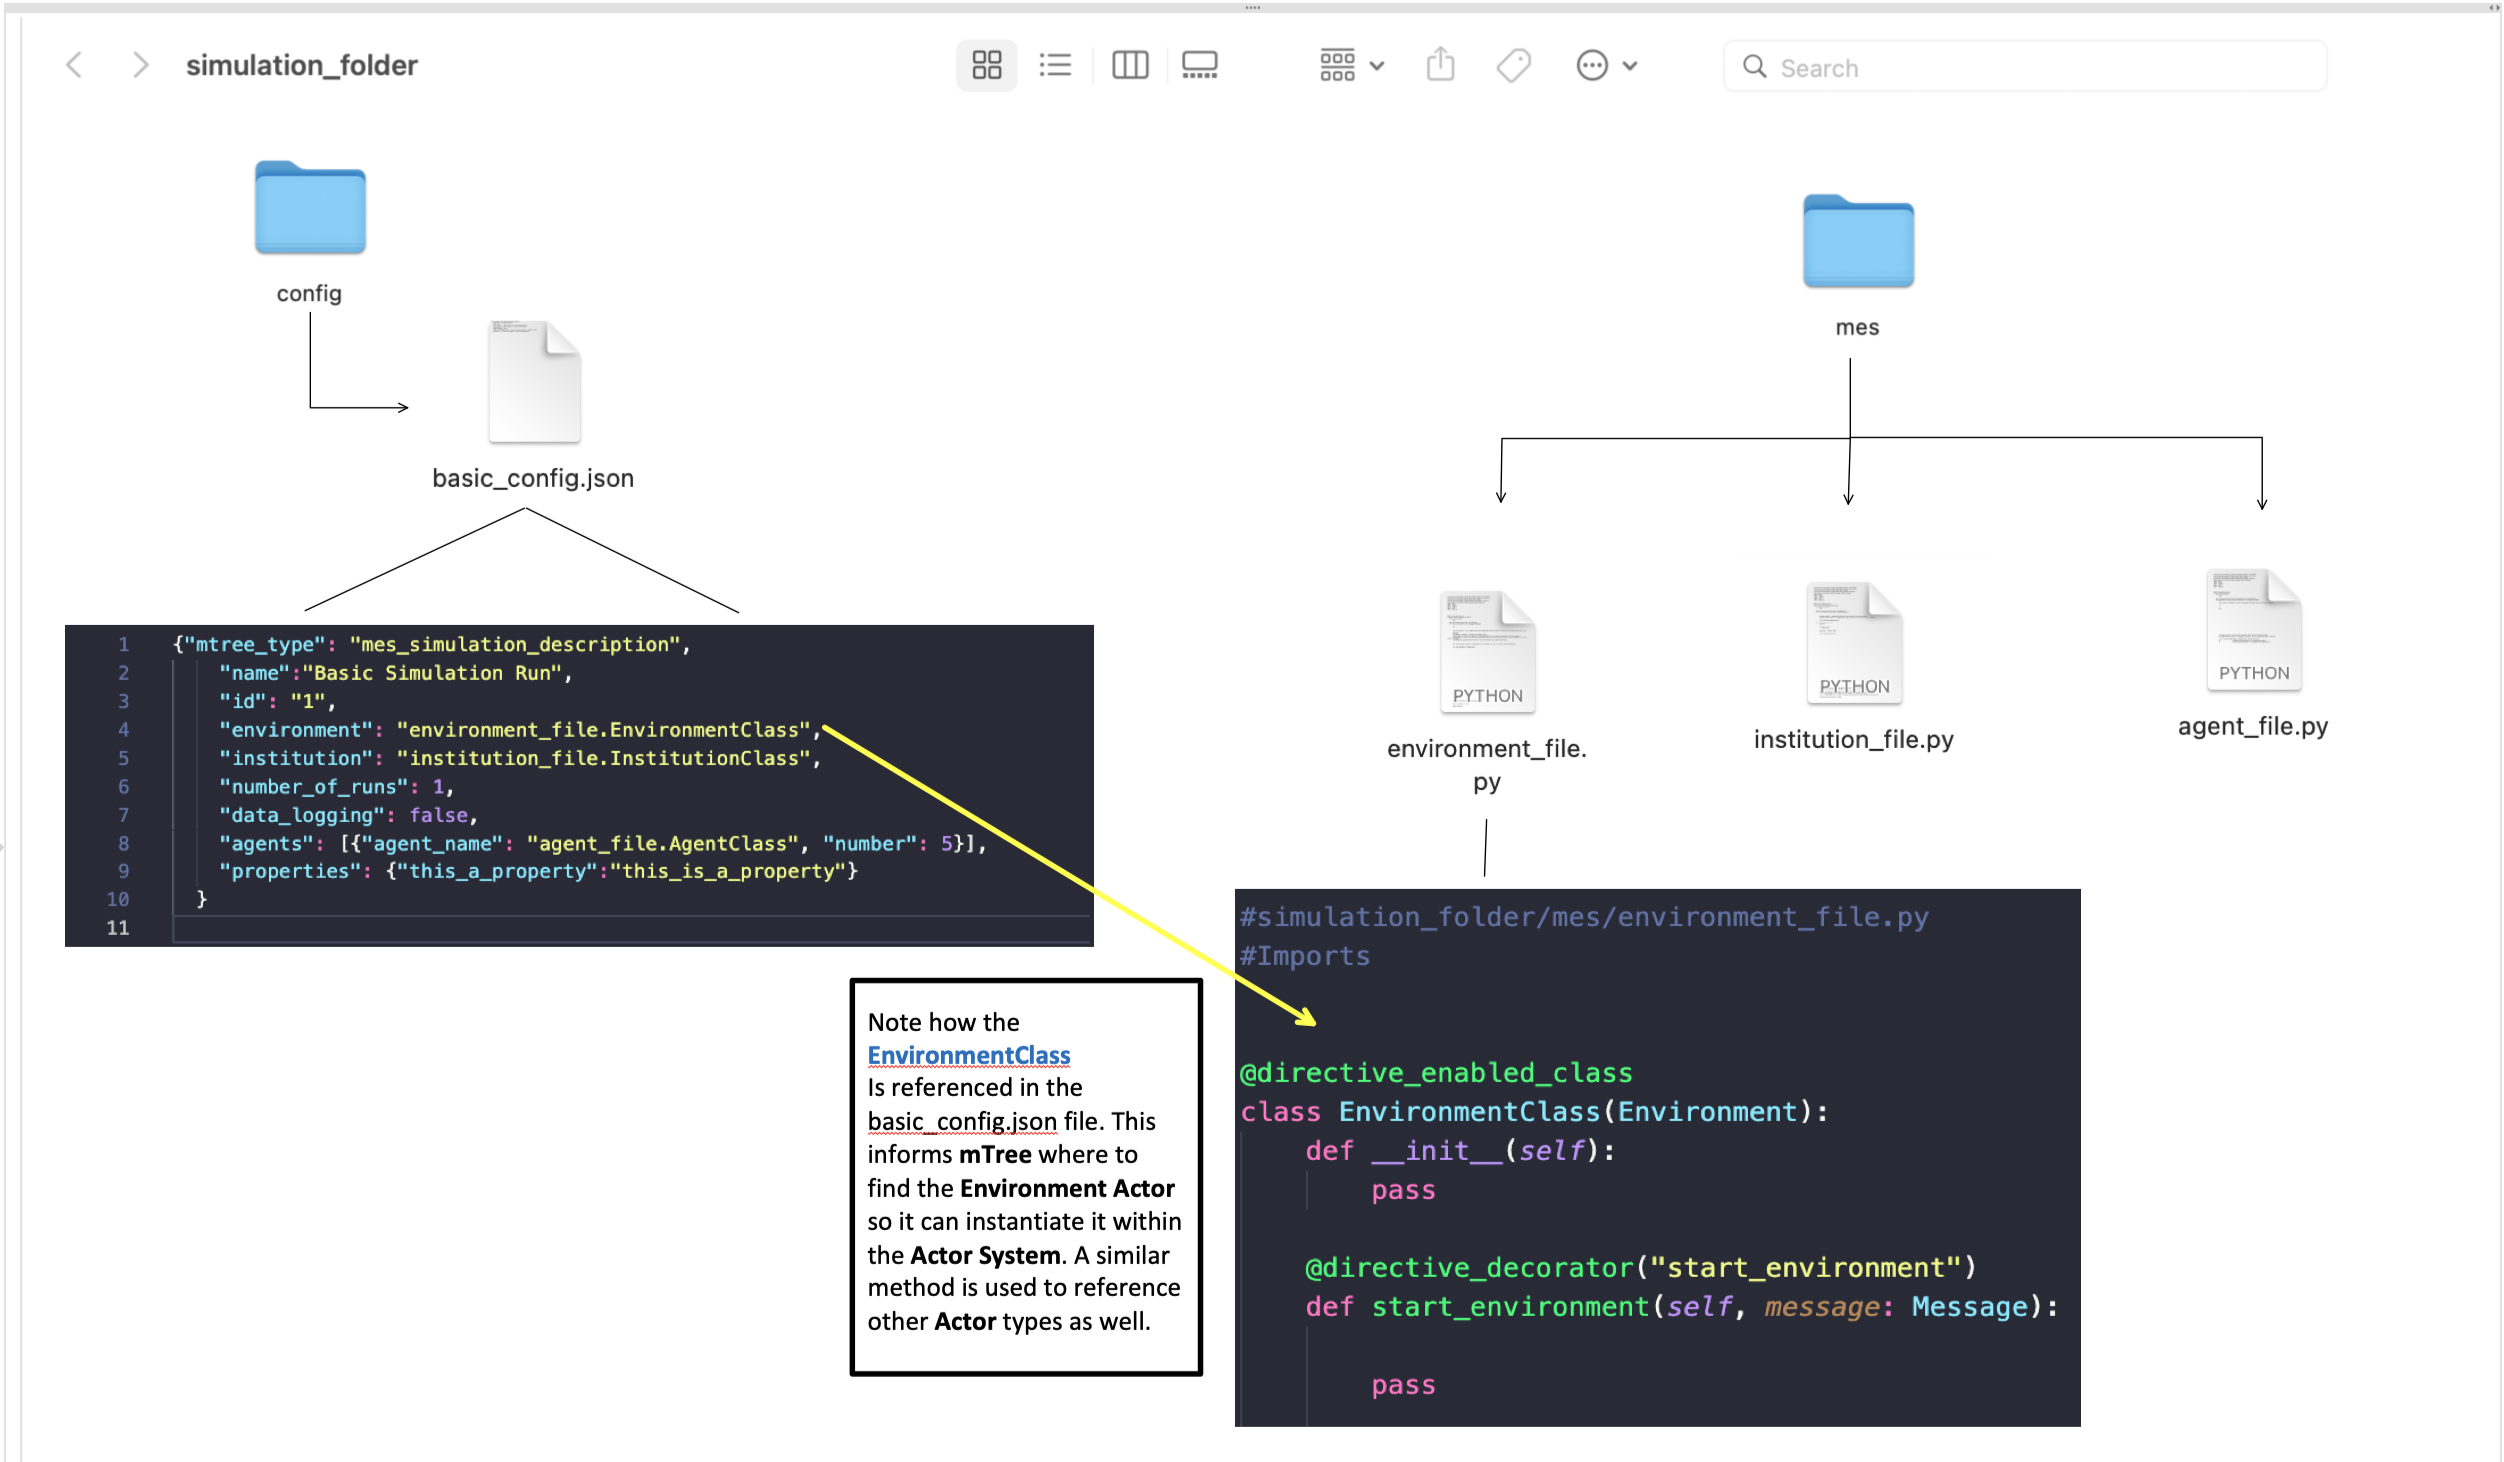 simulation_folder
Search
config
mes
basic_config.json
PYTHON
PYTHON
PYTHON
environment_file.
py
institution_file.py
agent_file.py
1 {"mtree_type": "mes_simulation_description",
2 "name":"Basic Simulation Run",
3 "id": "1",
4 "environment": "environment_file.EnvironmentClass",
5 "institution": "institution_file.InstitutionClass",
6 "number_of_runs": 1,
7 "data_logging": false,
8 "agents": [{"agent_name": "agent_file.AgentClass", "number": 5}],
9 "properties": {"this_a_property":"this_is_a_property"}
10 }
11
Note how the
EnvironmentClass
Is referenced in the
basic_config.json file. This
informs mTree where to
find the Environment Actor
so it can instantiate it within
the Actor System. A similar
method is used to reference
other Actor types as well.
#simulation_folder/mes/environment_file.py
#Imports
@directive_enabled_class
class EnvironmentClass(Environment):
def __init__(self):
pass
@directive_decorator("start_environment")
def start_environment(self, message: Message):
pass